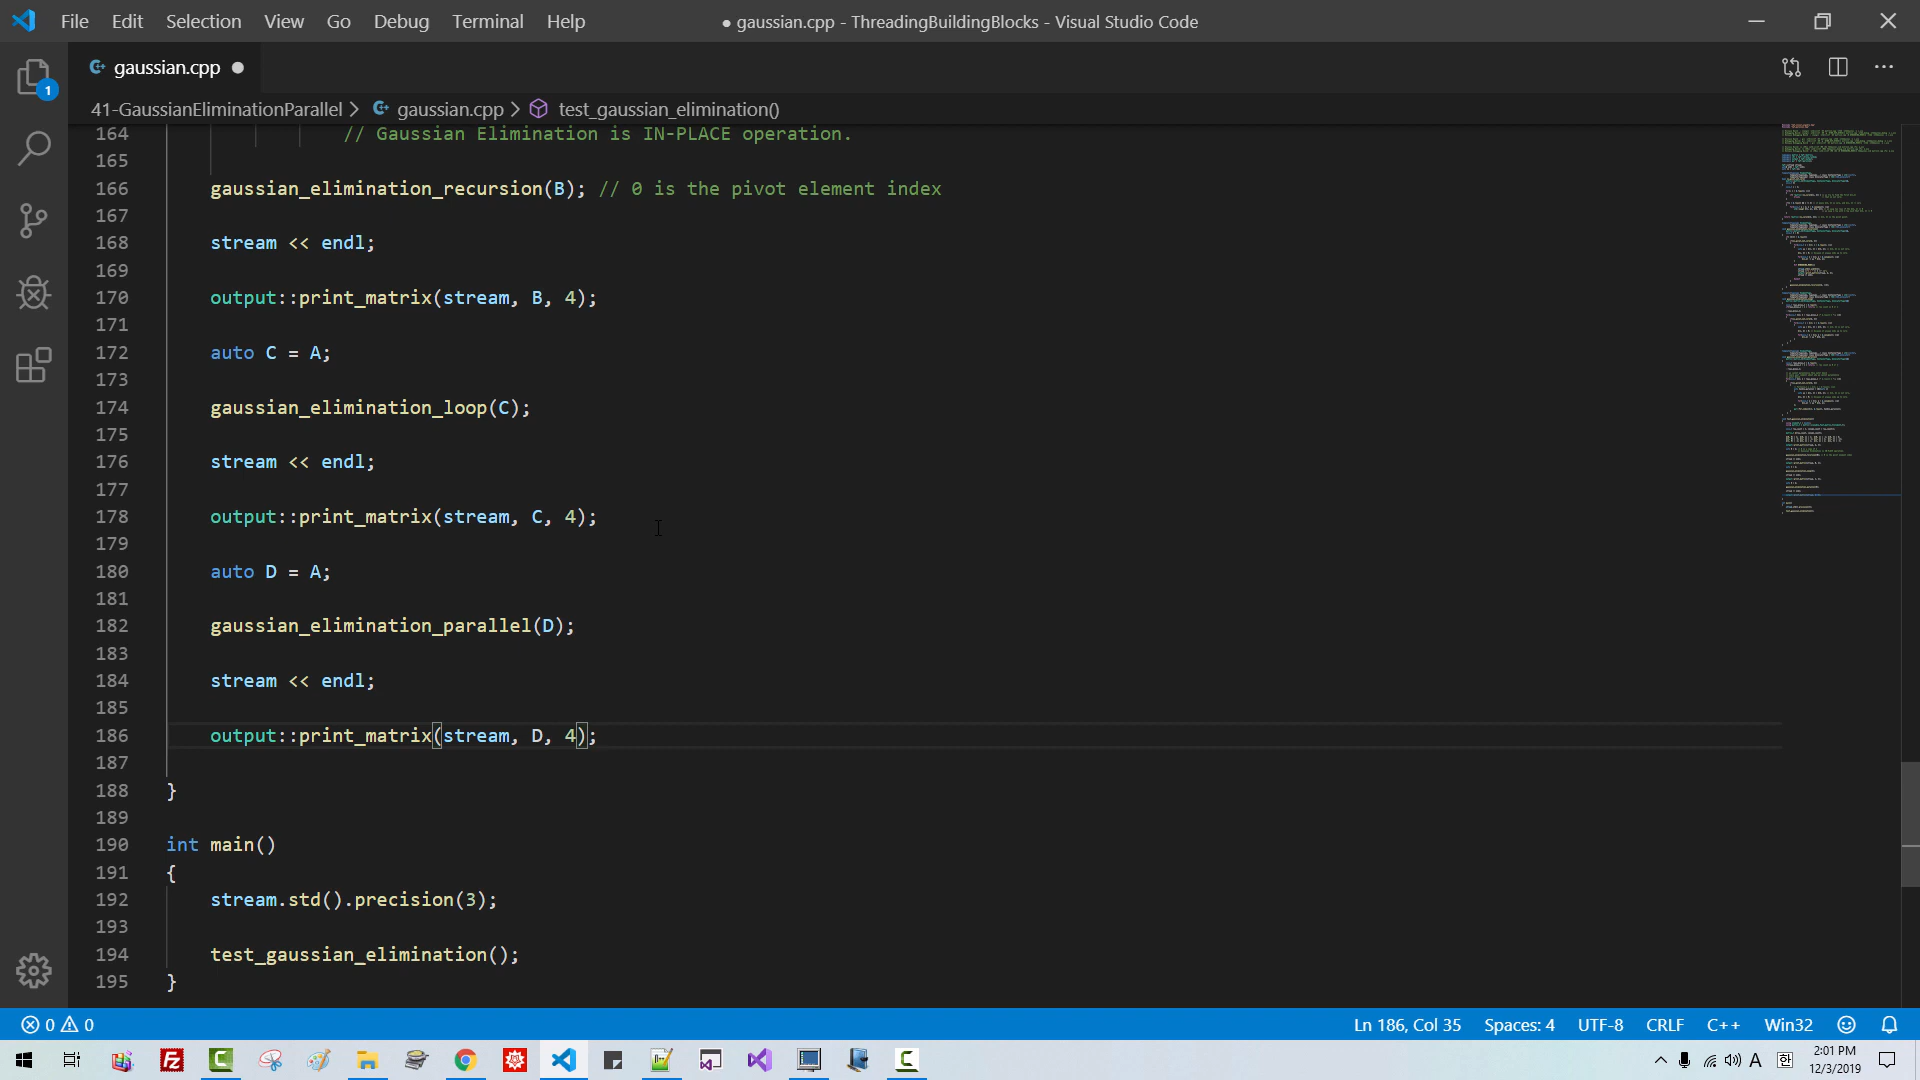 File Edit Selection View Go Debug Terminal Help
● gaussian.cpp - ThreadingBuildingBlocks - Visual Studio Code
gaussian.cpp ●
41-GaussianEliminationParallel > gaussian.cpp > test_gaussian_elimination()
1
164 // Gaussian Elimination is IN-PLACE operation.
165
166 gaussian_elimination_recursion(B); // 0 is the pivot element index
167
168 stream << endl;
169
170 output::print_matrix(stream, B, 4);
171
172 auto C = A;
173
174 gaussian_elimination_loop(C);
175
176 stream << endl;
177
178 output::print_matrix(stream, C, 4);
179
180 auto D = A;
181
182 gaussian_elimination_parallel(D);
183
184 stream << endl;
185
186 output::print_matrix(stream, D, 4);
187
188 }
189
190 int main()
191 {
192 stream.std().precision(3);
193
194 test_gaussian_elimination();
195 }
0 0 Ln 186, Col 35 Spaces: 4 UTF-8 CRLF C++ Win32
A 한 2:01 PM
12/3/2019